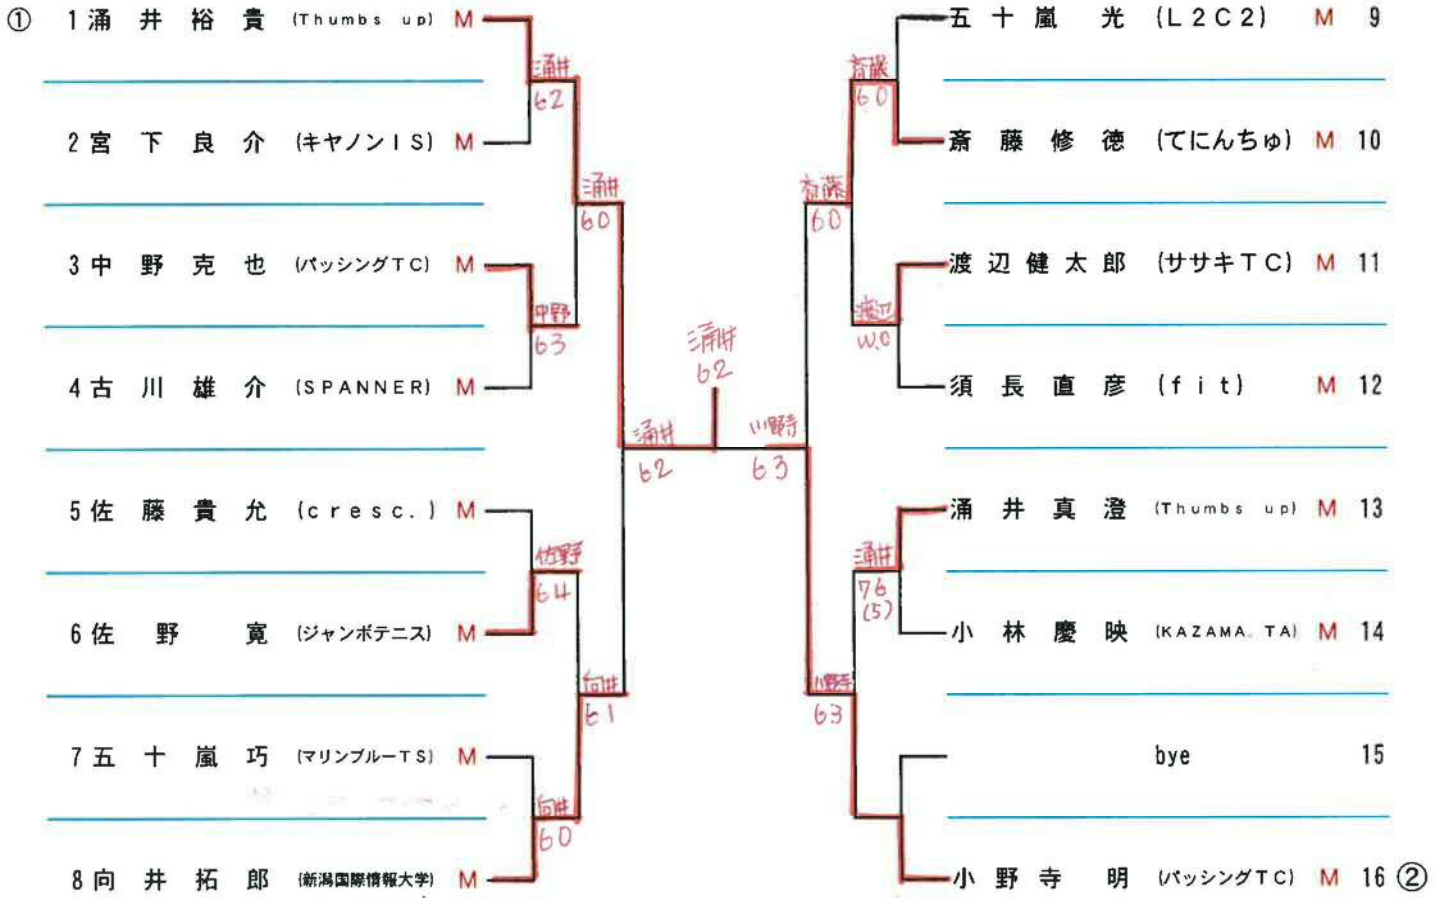 ① 1 涌井裕貴 (Thumbs up) M
五十嵐光 (L2C2) M 9
涌井
62
斎藤
60
2 宮下良介 (キヤノンIS) M
斎藤修徳 (てにんちゅ) M 10
涌井
60
斎藤
60
3 中野克也 (パッシングTC) M
渡辺健太郎 (ササキTC) M 11
中野
63
渡辺
W.O
涌井
62
4 古川雄介 (SPANNER) M
須長直彦 (fit) M 12
涌井
62
小野寺
63
5 佐藤貴允 (cresc.) M
涌井真澄 (Thumbs up) M 13
佐野
64
涌井
76
(5)
6 佐野寛 (ジャンボテニス) M
小林慶映 (KAZAMA.TA) M 14
向井
61
小野寺
63
7 五十嵐巧 (マリンブルーTS) M
bye 15
向井
60
8 向井拓郎 (新潟国際情報大学) M
小野寺明 (パッシングTC) M 16 ②